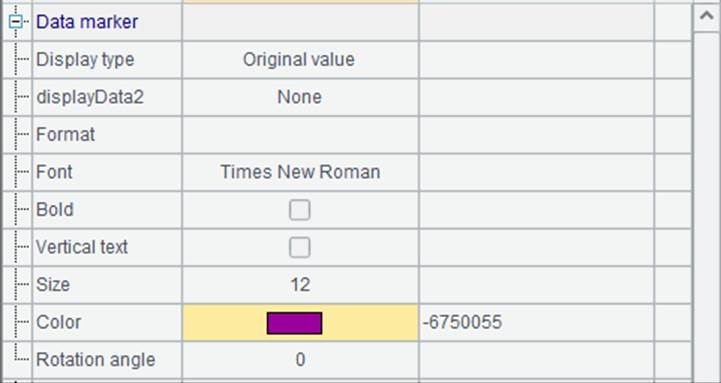 Data marker
Display type Original value
displayData2 None
Format
Font Times New Roman
Bold
Vertical text
Size 12
Color -6750055
Rotation angle 0